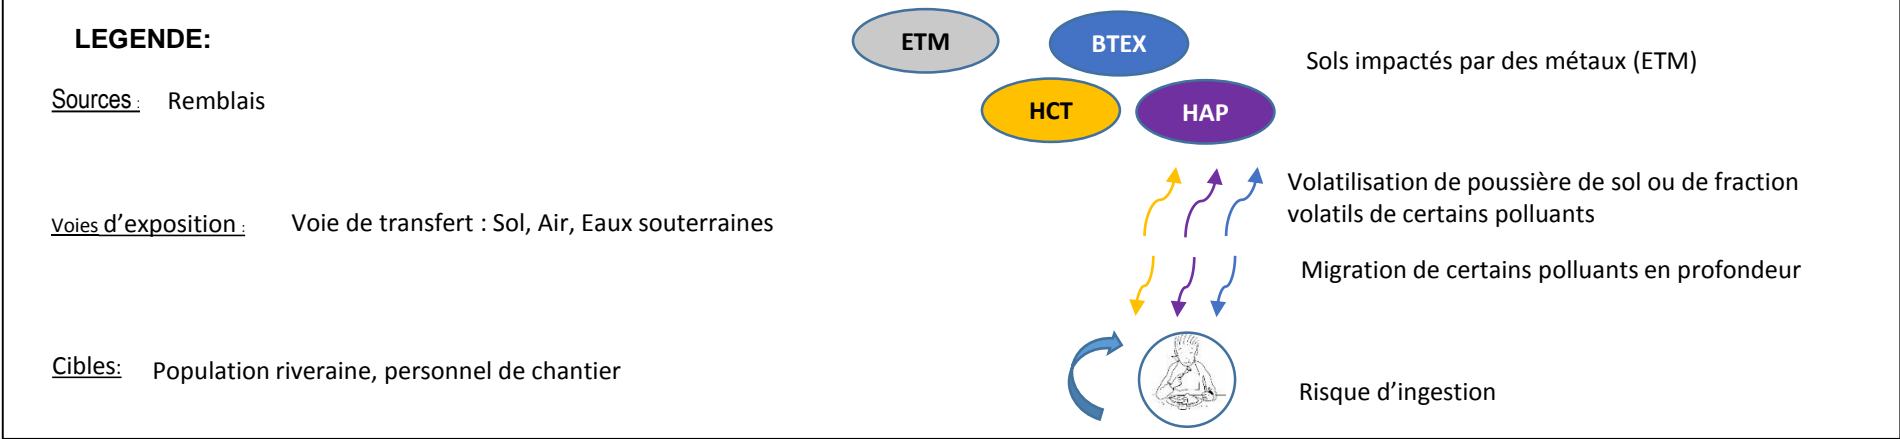 LEGENDE:
Sources : Remblais
Voies d’exposition : Voie de transfert : Sol, Air, Eaux souterraines
Cibles: Population riveraine, personnel de chantier
ETM
BTEX
HCT
HAP
Sols impactés par des métaux (ETM)
Volatilisation de poussière de sol ou de fraction
volatils de certains polluants
Migration de certains polluants en profondeur
Risque d’ingestion